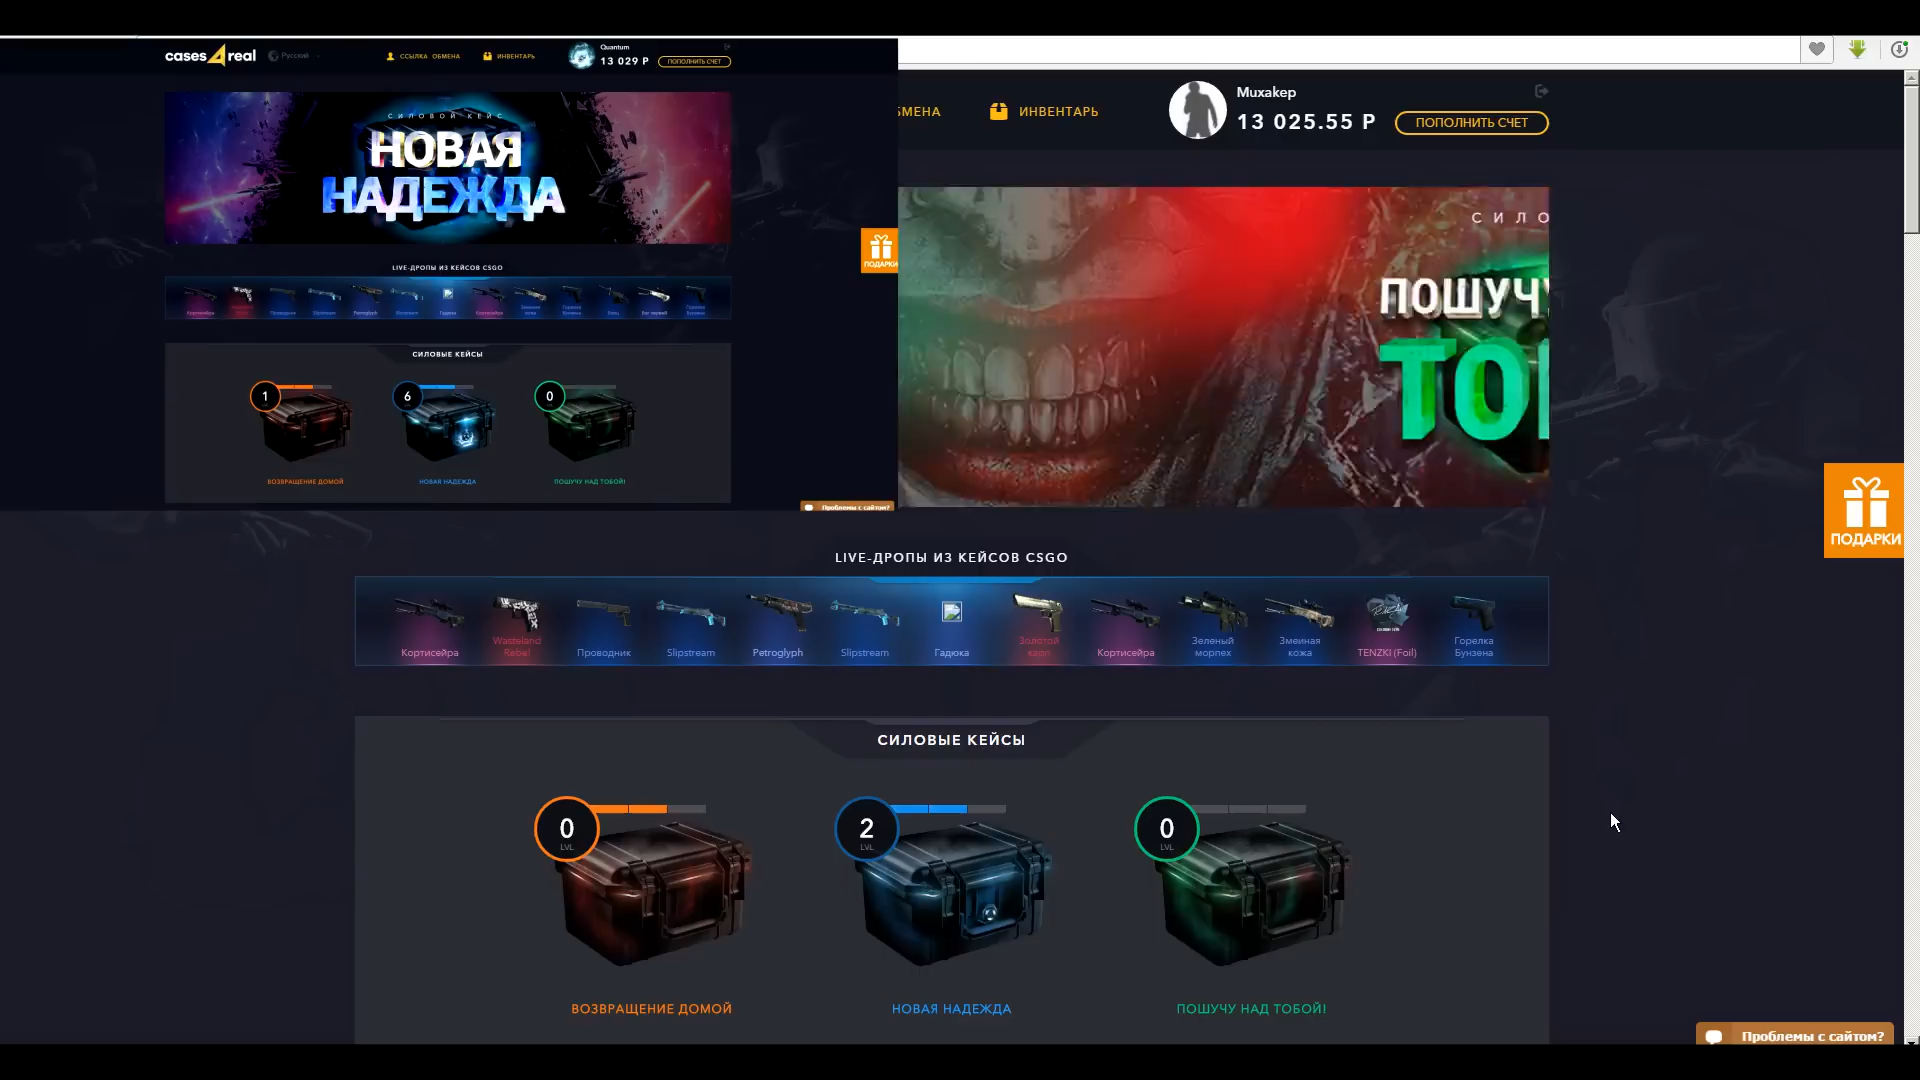 cases4real
Русский
ССЫЛКА ОБМЕНА
ИНВЕНТАРЬ
Quantum
13 029 Р
ПОПОЛНИТЬ СЧЕТ
СИЛОВОЙ КЕЙС
НОВАЯ
НАДЕЖДА
ПОДАРКИ
LIVE-ДРОПЫ ИЗ КЕЙСОВ CSGO
СИЛОВЫЕ КЕЙСЫ
1
6
0
ВОЗВРАЩЕНИЕ ДОМОЙ
НОВАЯ НАДЕЖДА
ПОШУЧУ НАД ТОБОЙ!
Проблемы с сайтом?
БМЕНА
ИНВЕНТАРЬ
Muxakep
13 025.55 Р
ПОПОЛНИТЬ СЧЕТ
СИЛО
ПОШУЧУ
ТО
ПОДАРКИ
LIVE-ДРОПЫ ИЗ КЕЙСОВ CSGO
Кортисейра
Wasteland Rebel
Проводник
Slipstream
Petroglyph
Slipstream
Гадюка
Золотой карп
Кортисейра
Зеленый морпех
Змеиная кожа
TENZKI (Foil)
Горелка Бунзена
СИЛОВЫЕ КЕЙСЫ
0 LVL
2 LVL
0 LVL
ВОЗВРАЩЕНИЕ ДОМОЙ
НОВАЯ НАДЕЖДА
ПОШУЧУ НАД ТОБОЙ!
Проблемы с сайтом?